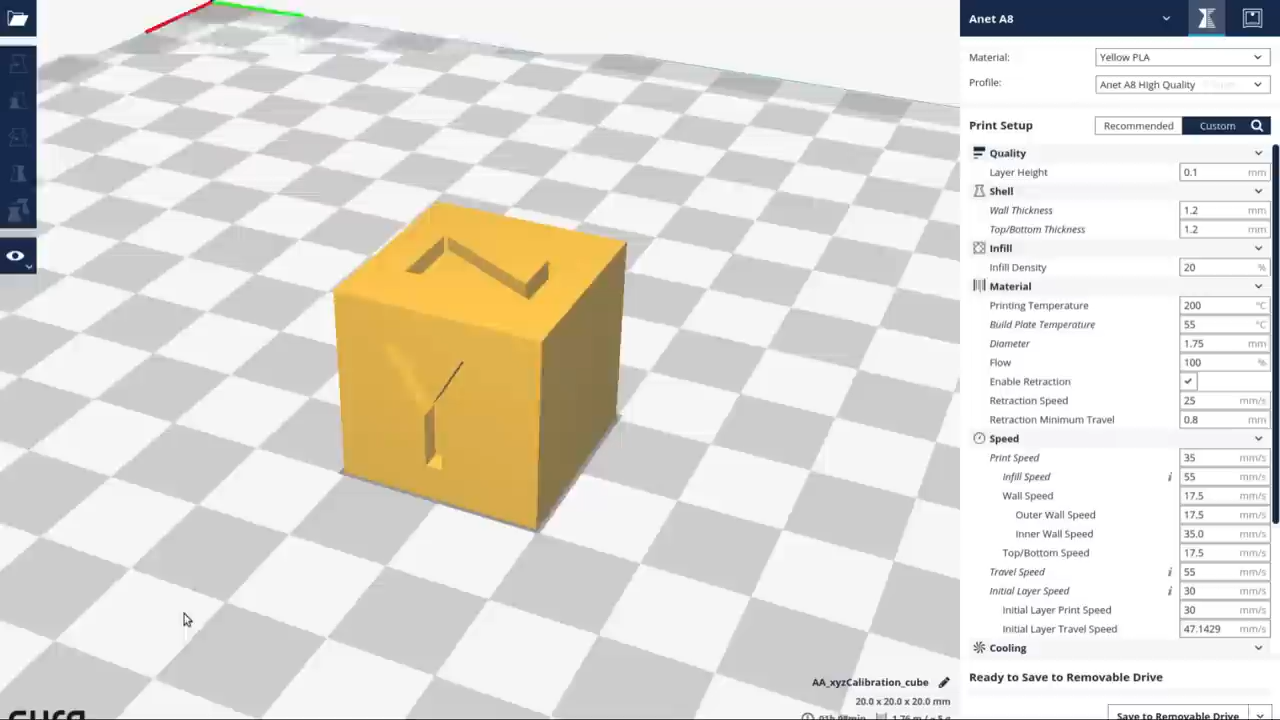 Anet A8
Material: Yellow PLA
Profile: Anet A8 High Quality
Print Setup Recommended Custom
Quality
Layer Height 0.1 mm
Shell
Wall Thickness 1.2 mm
Top/Bottom Thickness 1.2 mm
Infill
Infill Density 20 %
Material
Printing Temperature 200 °C
Build Plate Temperature 55 °C
Diameter 1.75 mm
Flow 100 %
Enable Retraction
Retraction Speed 25 mm/s
Retraction Minimum Travel 0.8 mm
Speed
Print Speed 35 mm/s
Infill Speed i 55 mm/s
Wall Speed 17.5 mm/s
Outer Wall Speed 17.5 mm/s
Inner Wall Speed 35.0 mm/s
Top/Bottom Speed 17.5 mm/s
Travel Speed i 55 mm/s
Initial Layer Speed i 30 mm/s
Initial Layer Print Speed 30 mm/s
Initial Layer Travel Speed 47.1429 mm/s
Cooling
Ready to Save to Removable Drive
Save to Removable Drive
Z
Y
AA_xyzCalibration_cube
20.0 x 20.0 x 20.0 mm
cura